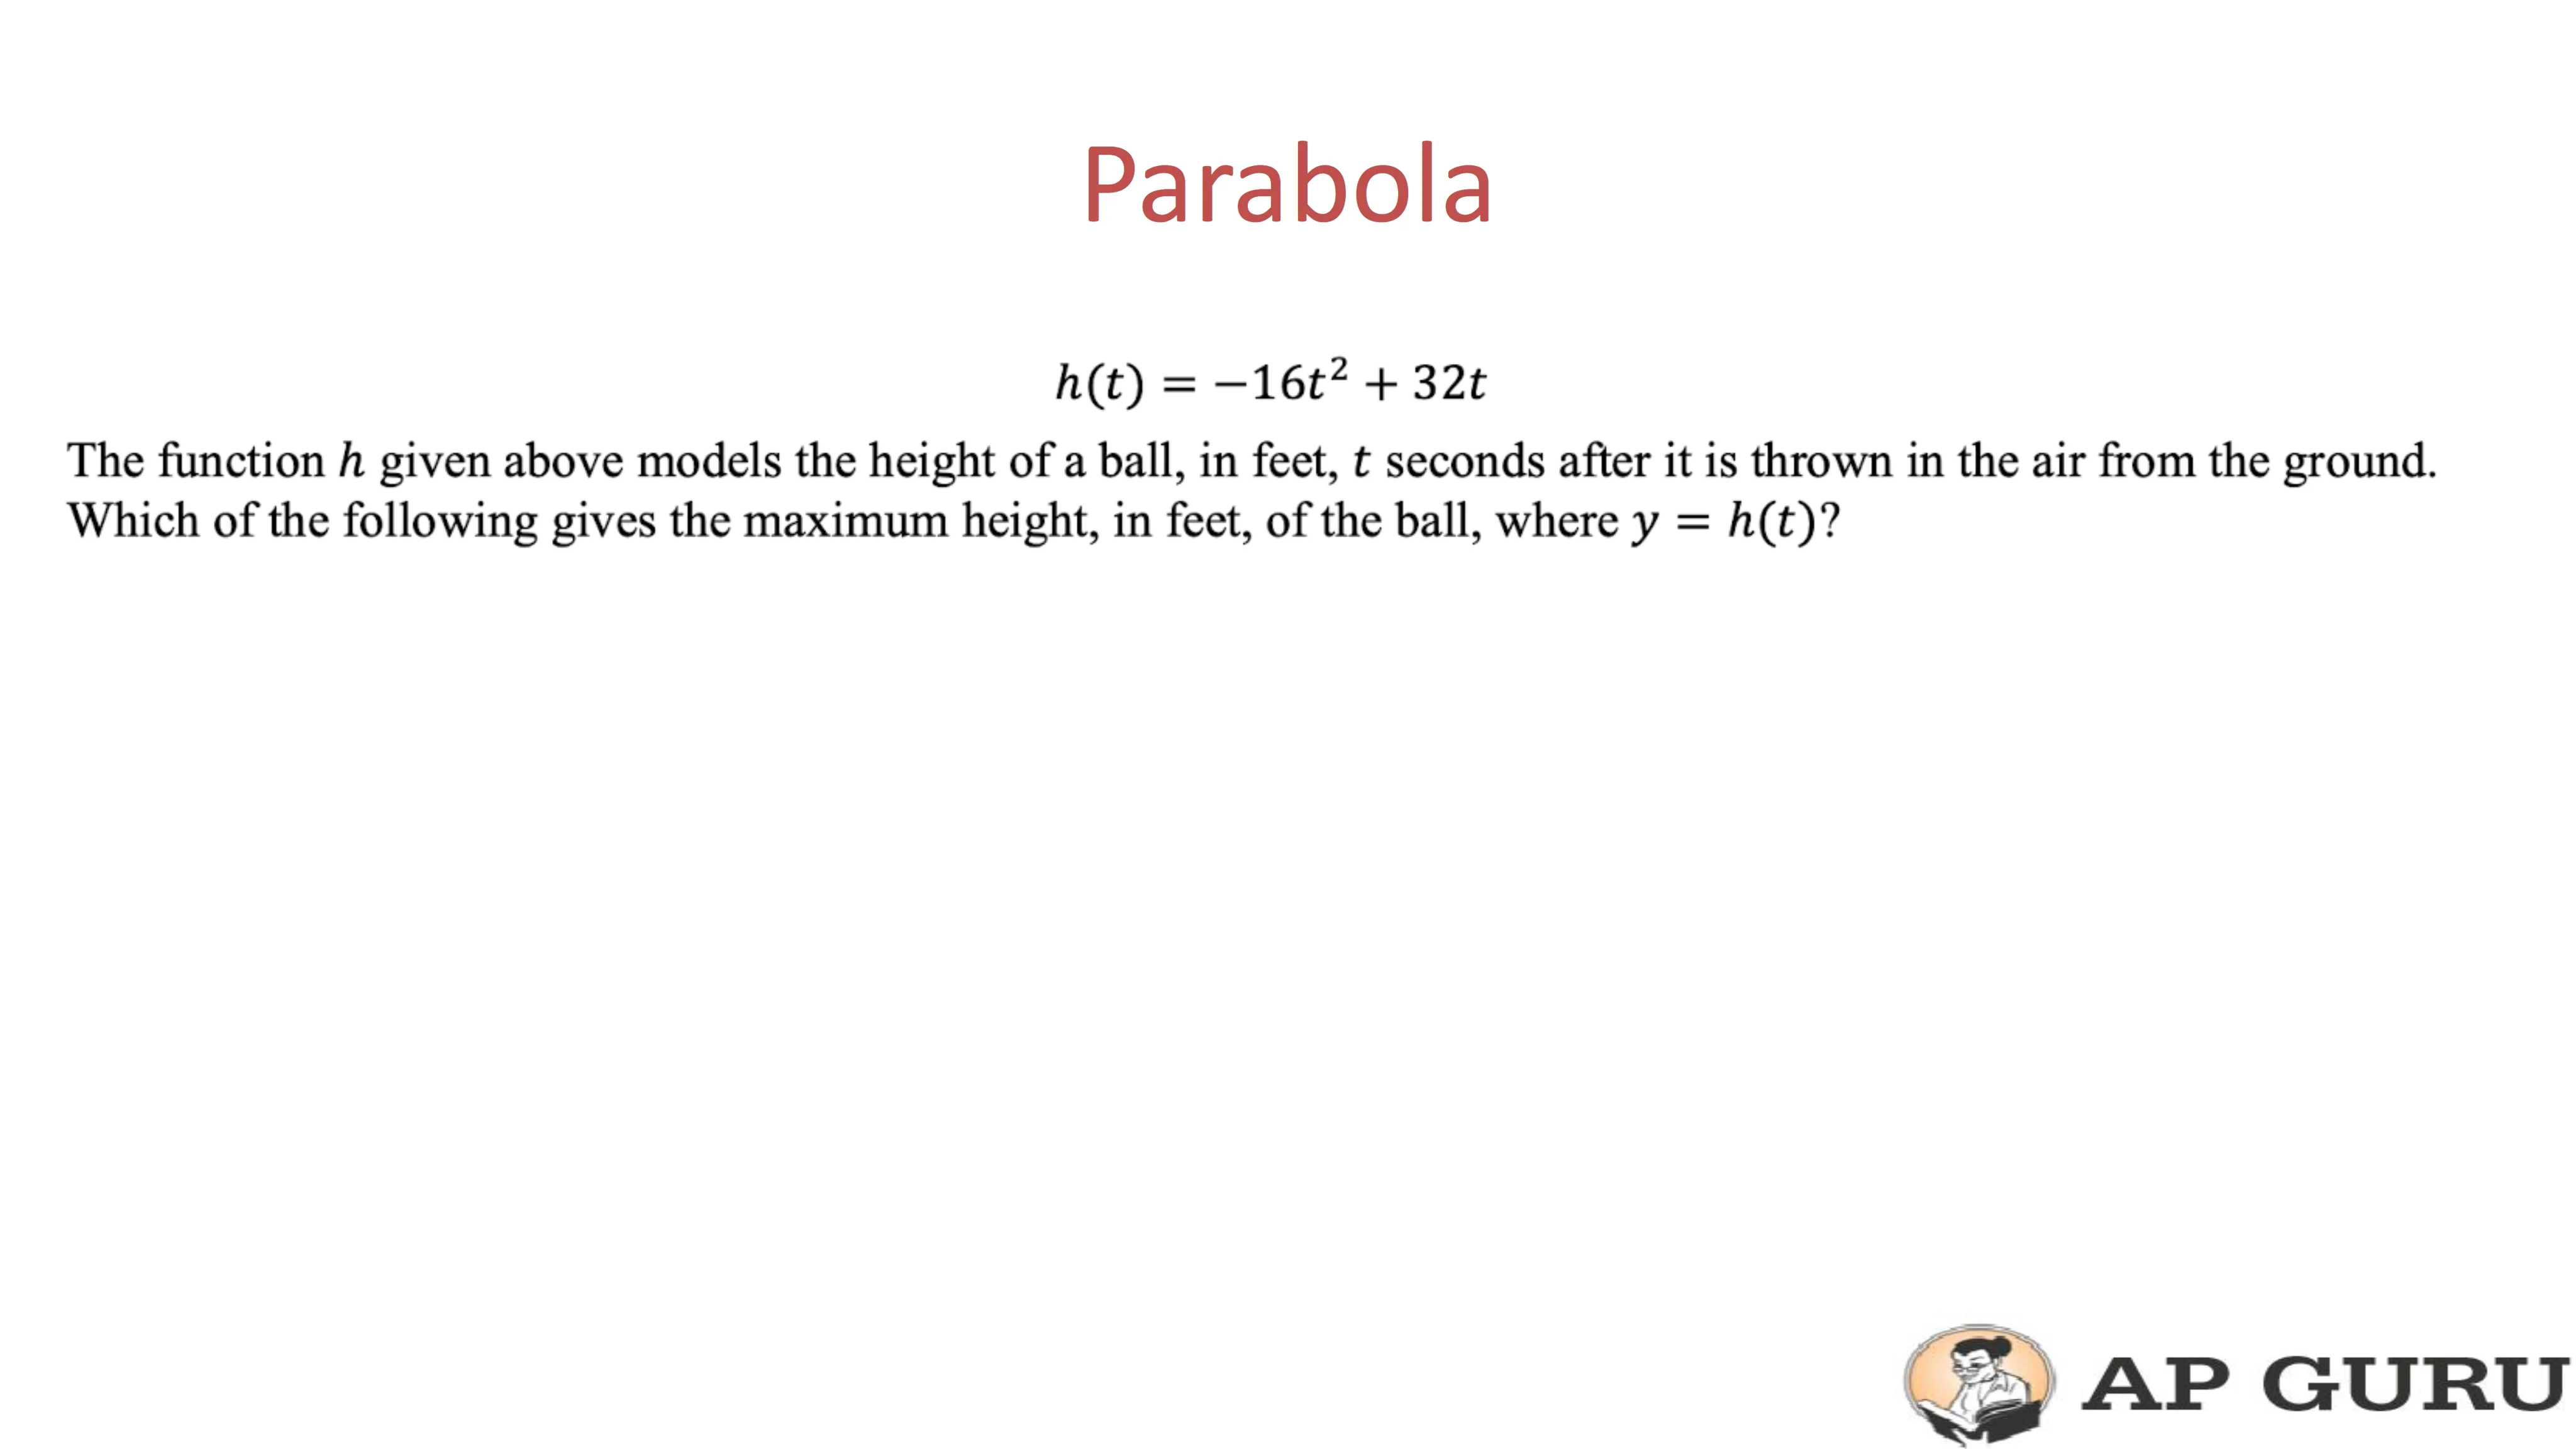 Parabola
h(t) = −16t² + 32t
The function h given above models the height of a ball, in feet, t seconds after it is thrown in the air from the ground.
Which of the following gives the maximum height, in feet, of the ball, where y = h(t)?
AP GURU